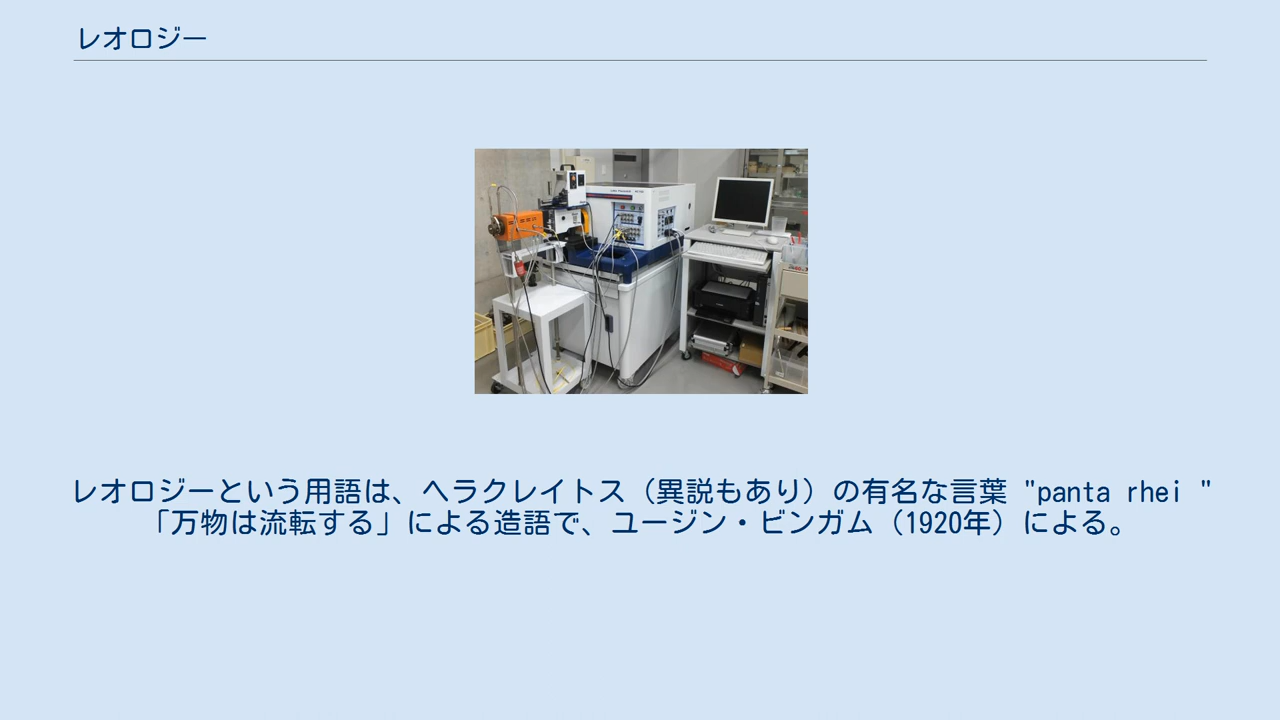 レオロジー
レオロジーという用語は、ヘラクレイトス（異説もあり）の有名な言葉 "panta rhei "
「万物は流転する」による造語で、ユージン・ビンガム（1920年）による。